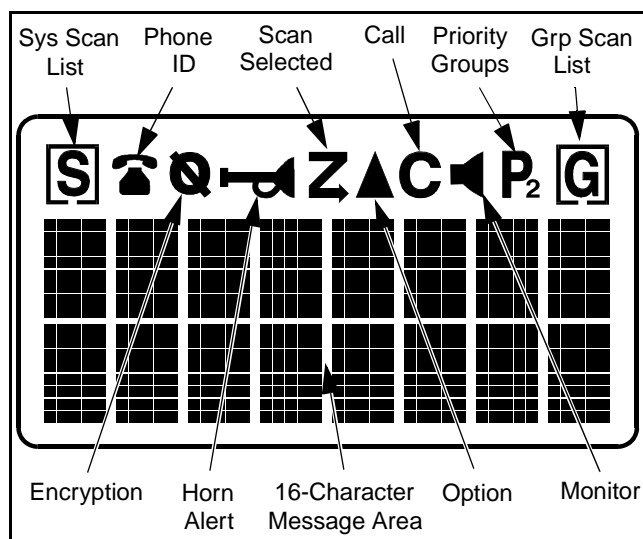 Sys Scan List
Phone ID
Scan Selected
Call
Priority Groups
Grp Scan List
S Z C P2 G
Encryption
Horn Alert
16-Character Message Area
Option
Monitor